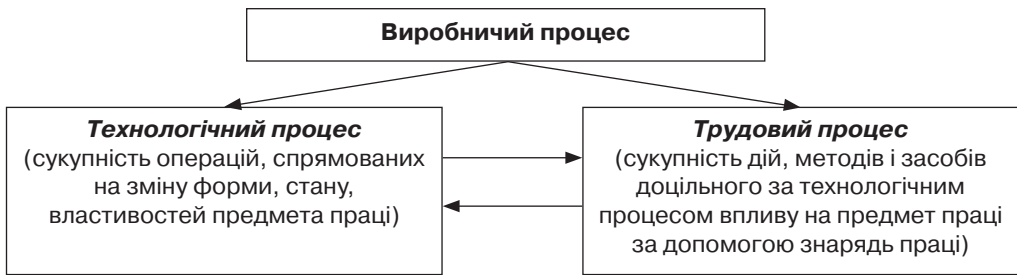 Виробничий процес
Технологічний процес
(сукупність операцій, спрямованих
на зміну форми, стану,
властивостей предмета праці)
Трудовий процес
(сукупність дій, методів і засобів
доцільного за технологічним
процесом впливу на предмет праці
за допомогою знарядь праці)